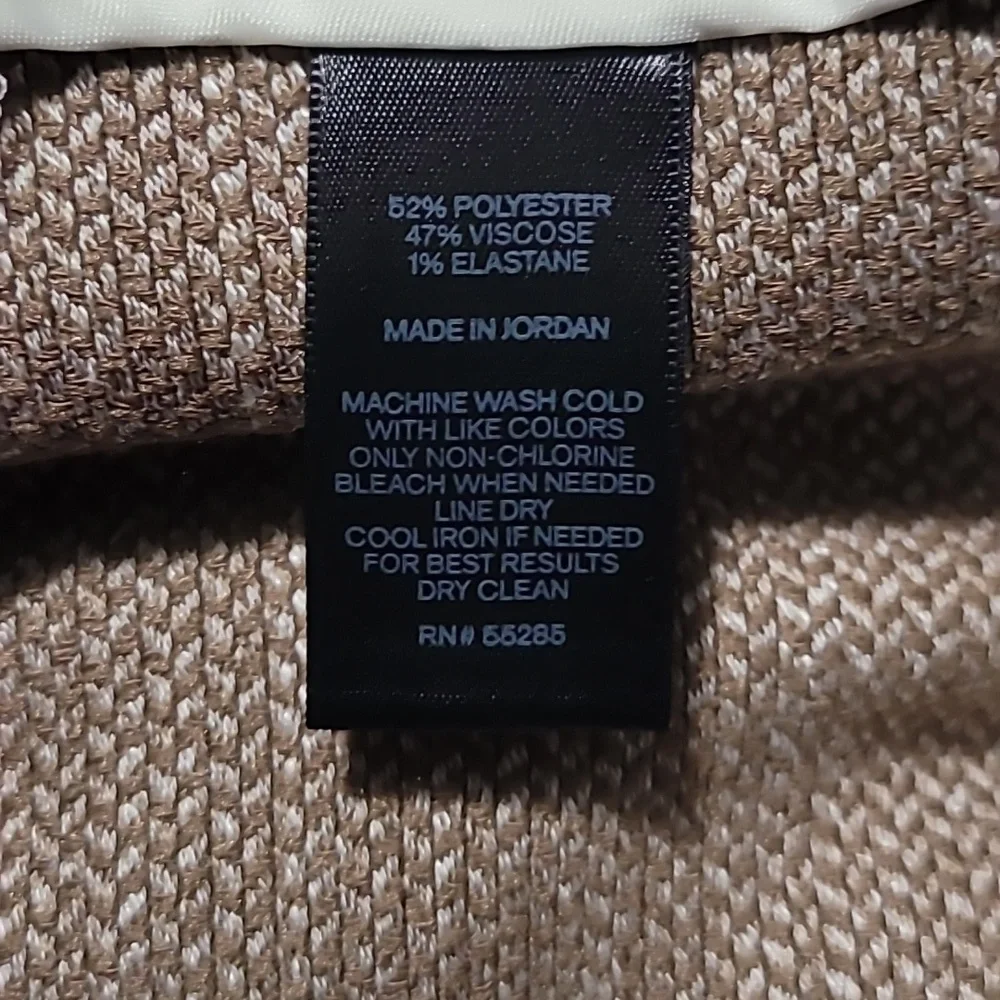 52% POLYESTER
47% VISCOSE
1% ELASTANE
MADE IN JORDAN
MACHINE WASH COLD
WITH LIKE COLORS
ONLY NON-CHLORINE
BLEACH WHEN NEEDED
LINE DRY
COOL IRON IF NEEDED
FOR BEST RESULTS
DRY CLEAN
RN# 55285